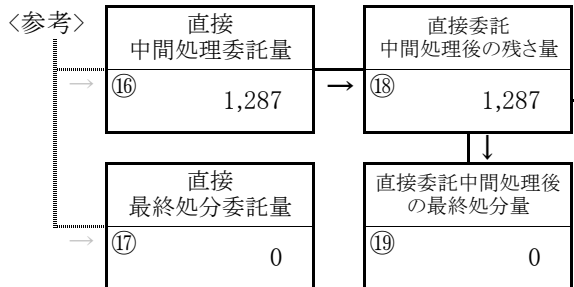 〈参考〉
直接
中間処理委託量
→
⑯
1,287
→
直接委託
中間処理後の残さ量
⑱
1,287
↓
直接
最終処分委託量
→
⑰
0
直接委託中間処理後
の最終処分量
⑲
0